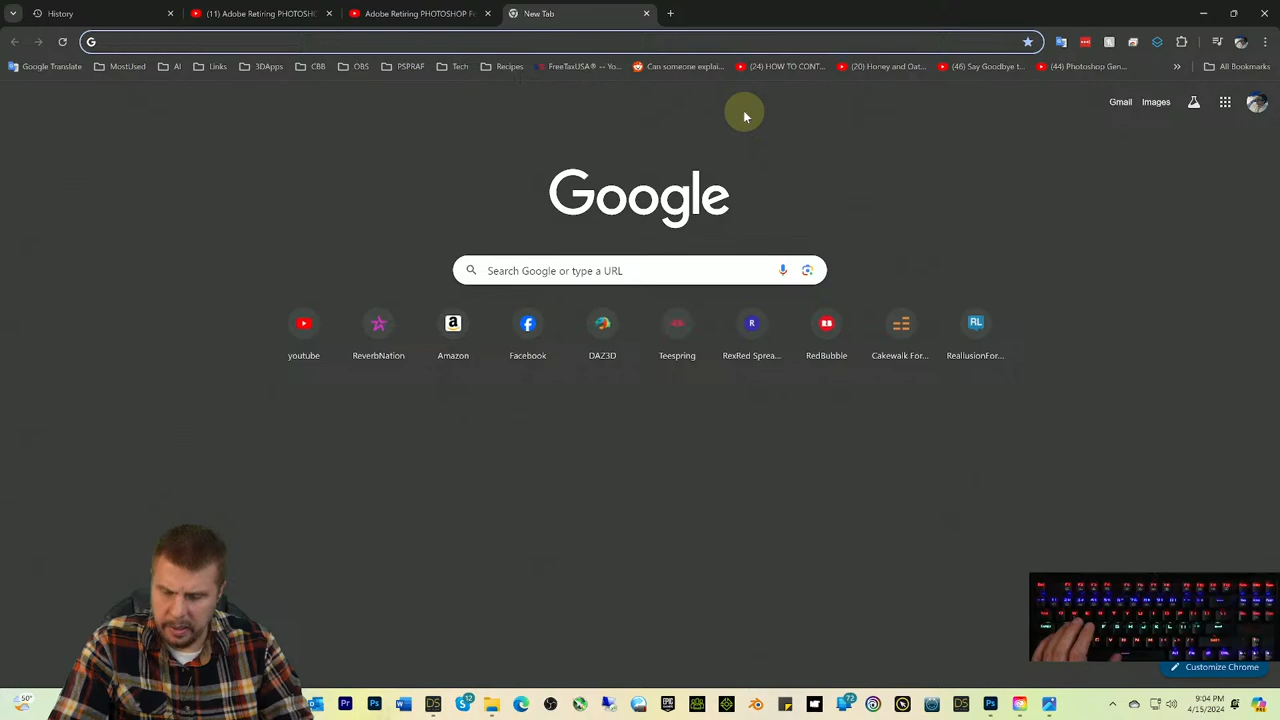 History
(11) Adobe Retiring PHOTOSHO
Adobe Retiring PHOTOSHOP F
New Tab
Google Translate
MostUsed
AI
Links
3DApps
CBB
OBS
PSPRAF
Tech
Recipes
FreeTaxUSA® -- Yo...
Can someone explai...
(24) HOW TO CONT...
(20) Honey and Oat...
(46) Say Goodbye t...
(44) Photoshop Gen...
All Bookmarks
Gmail
Images
Google
Search Google or type a URL
youtube
ReverbNation
Amazon
Facebook
DAZ3D
Teespring
RexRed Sprea...
RedBubble
Cakewalk For...
ReallusionFor...
Customize Chrome
50°
9:04 PM
4/15/2024